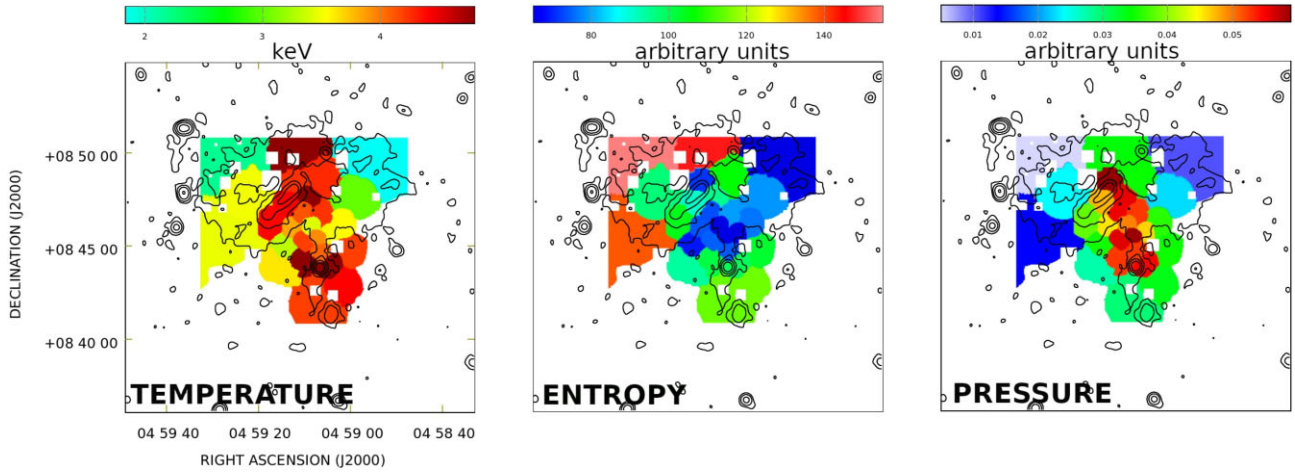 2 3 4
keV
80 100 120 140
arbitrary units
0.01 0.02 0.03 0.04 0.05
arbitrary units
DECLINATION (J2000)
+08 50 00
+08 45 00
+08 40 00
TEMPERATURE
ENTROPY
PRESSURE
04 59 40 04 59 20 04 59 00 04 58 40
RIGHT ASCENSION (J2000)